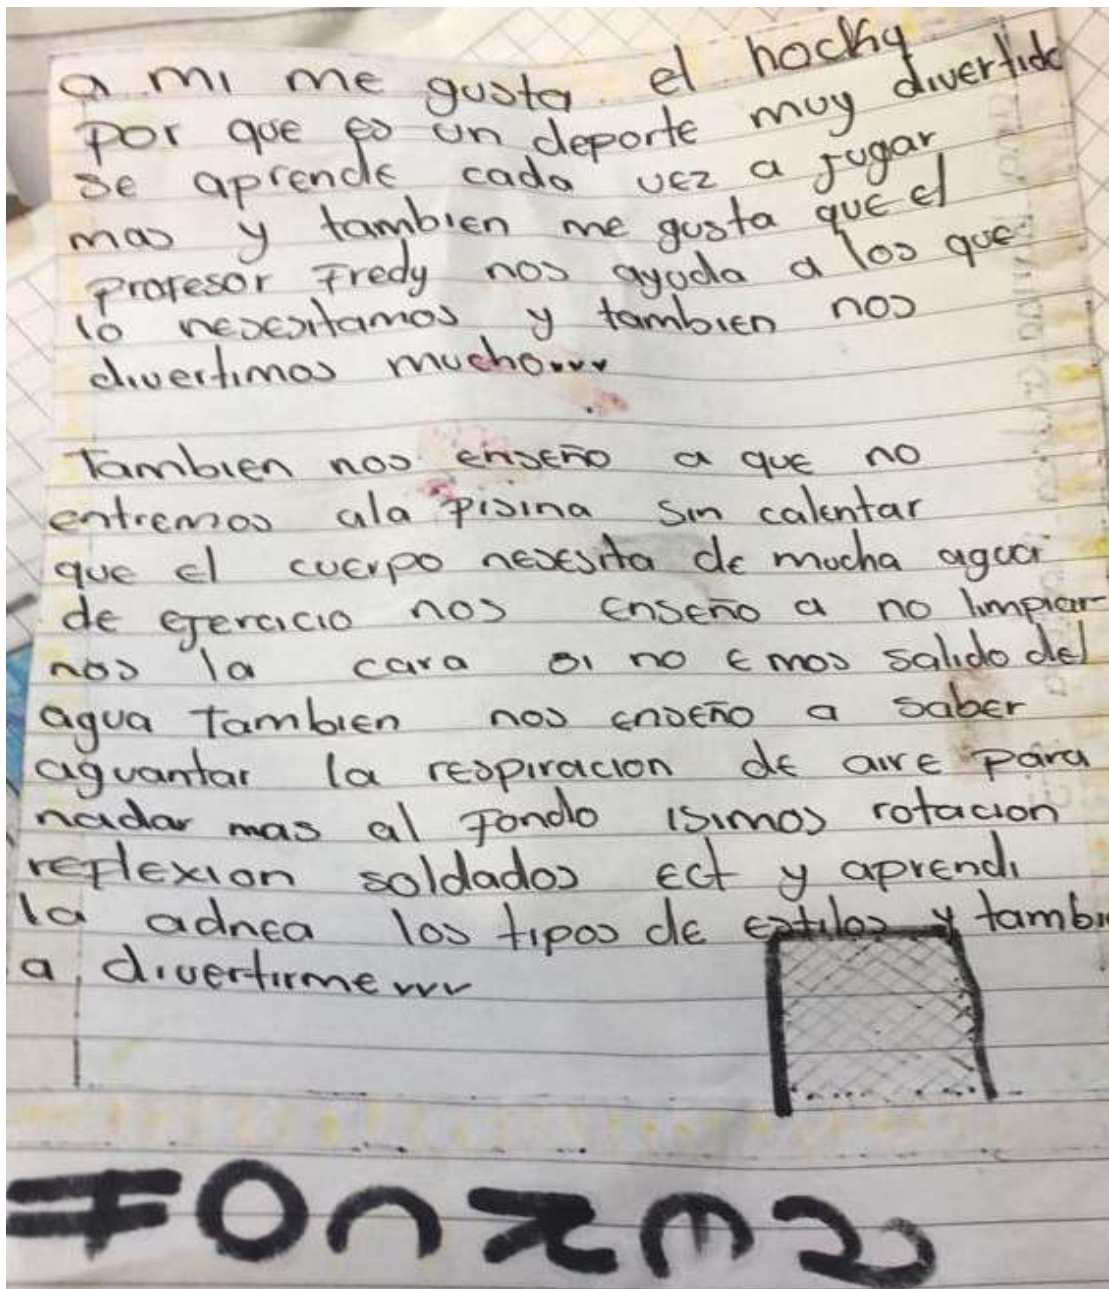 a mi me gusta el hocky
por que es un deporte muy divertido
se aprende cada vez a jugar
mas y tambien me gusta que el
profesor Fredy nos ayuda a los que
lo nesesitamos y tambien nos
divertimos mucho...
Tambien nos enseño a que no
entremos ala pisina sin calentar
que el cuerpo nesesita de mucha agua
de ejercicio nos enseño a no limpiar
nos la cara si no emos salido del
agua Tambien nos enseño a saber
aguantar la respiracion de aire para
nadar mas al fondo isimos rotacion
reflexion soldados ect y aprendi
la adnea los tipos de estilos y tambi
a divertirme